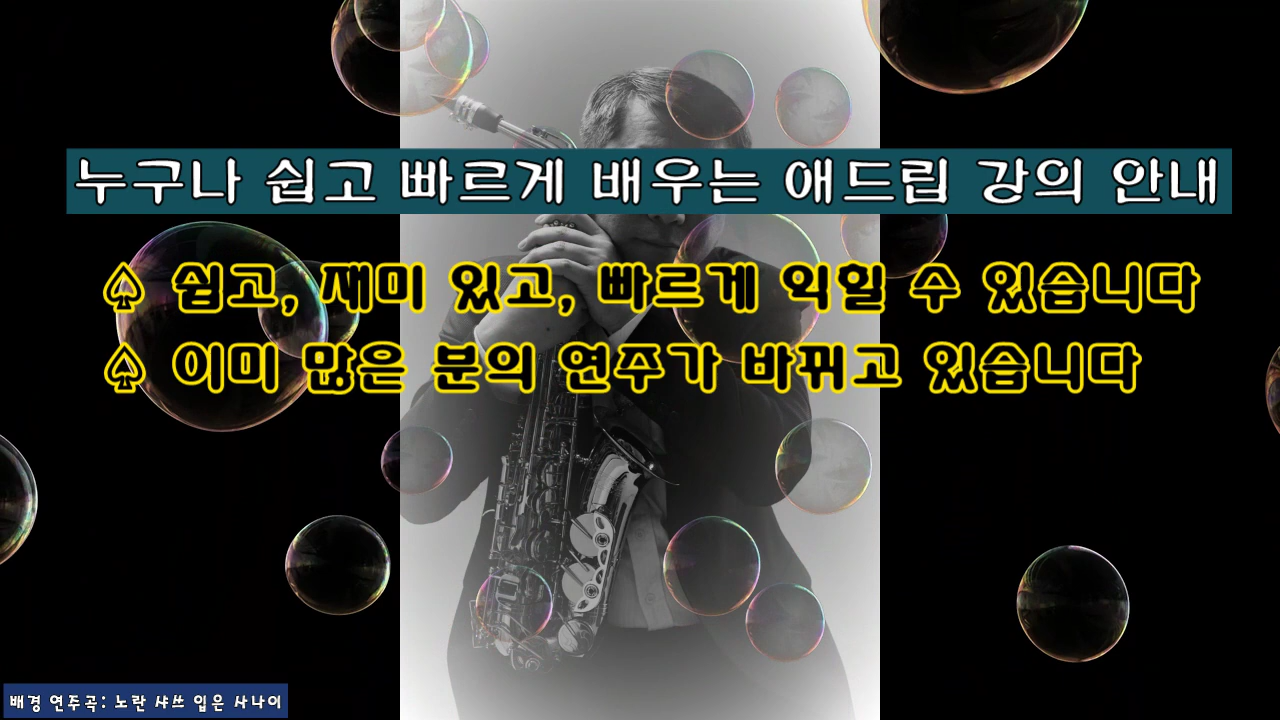 누구나 쉽고 빠르게 배우는 애드립 강의 안내
♤ 쉽고, 재미 있고, 빠르게 익힐 수 있습니다
♤ 이미 많은 분의 연주가 바뀌고 있습니다
배경 연주곡: 노란 샤쓰 입은 사나이